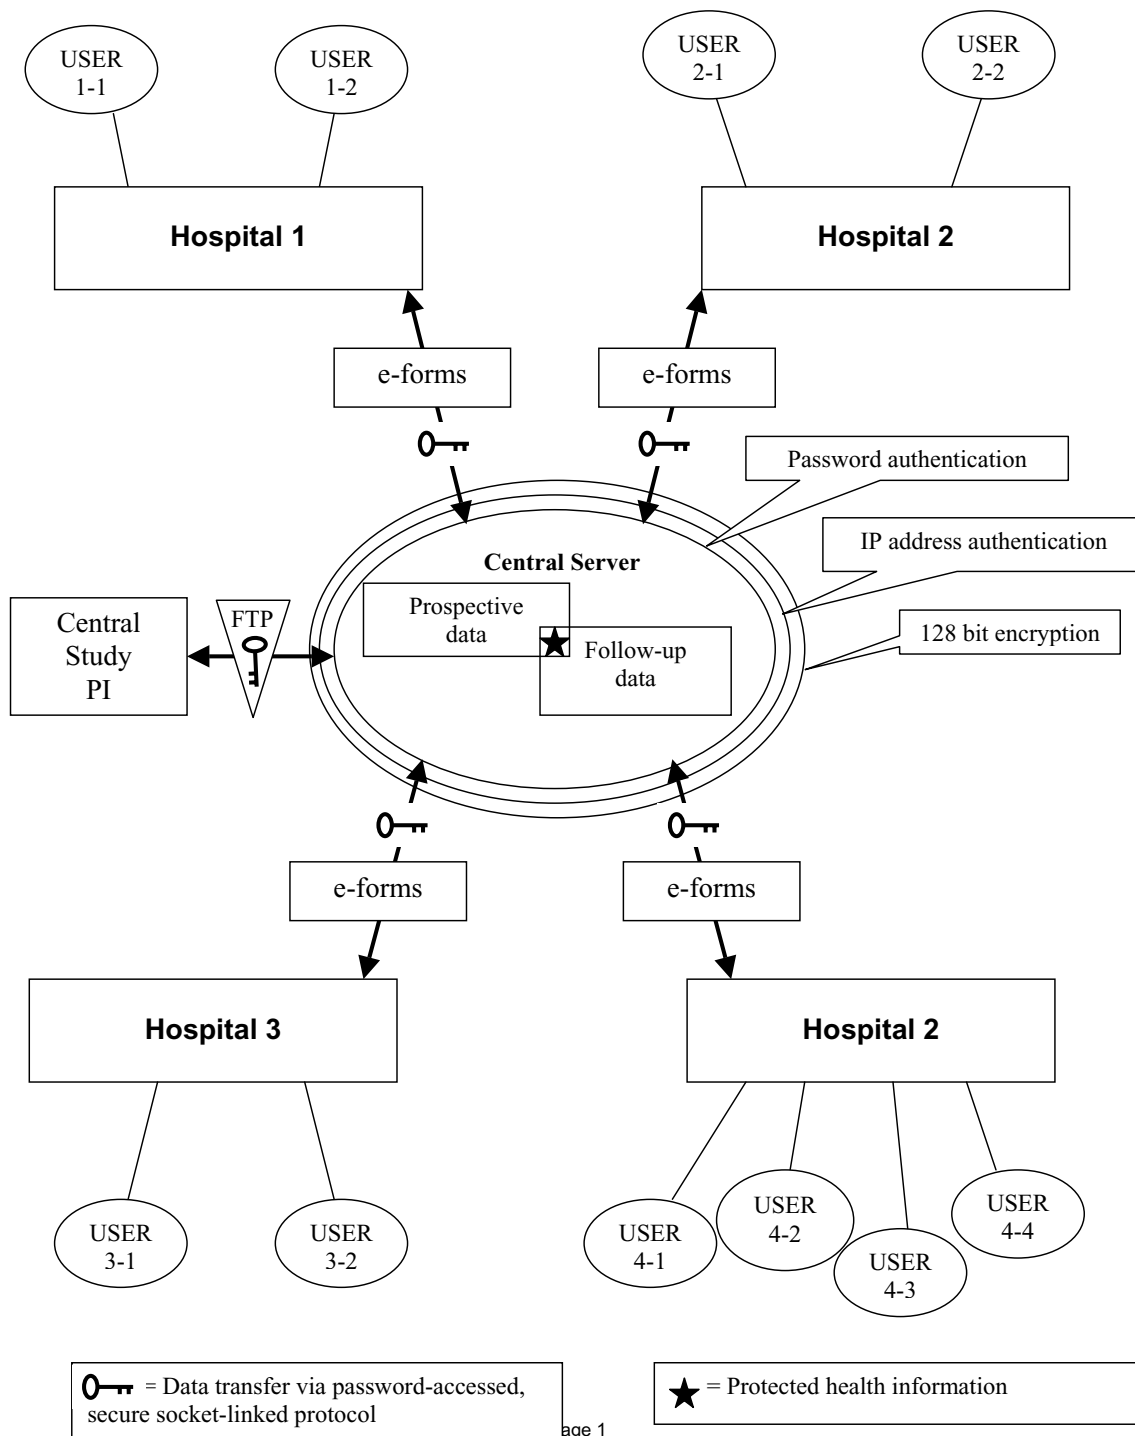 USER
1-1
USER
1-2
USER
2-1
USER
2-2
Hospital 1
Hospital 2
e-forms
e-forms
Password authentication
IP address authentication
128 bit encryption
Central Server
Prospective
data
Follow-up
data
Central
Study
PI
FTP
e-forms
e-forms
Hospital 3
Hospital 2
USER
3-1
USER
3-2
USER
4-1
USER
4-2
USER
4-3
USER
4-4
= Data transfer via password-accessed,
secure socket-linked protocol
= Protected health information
age 1